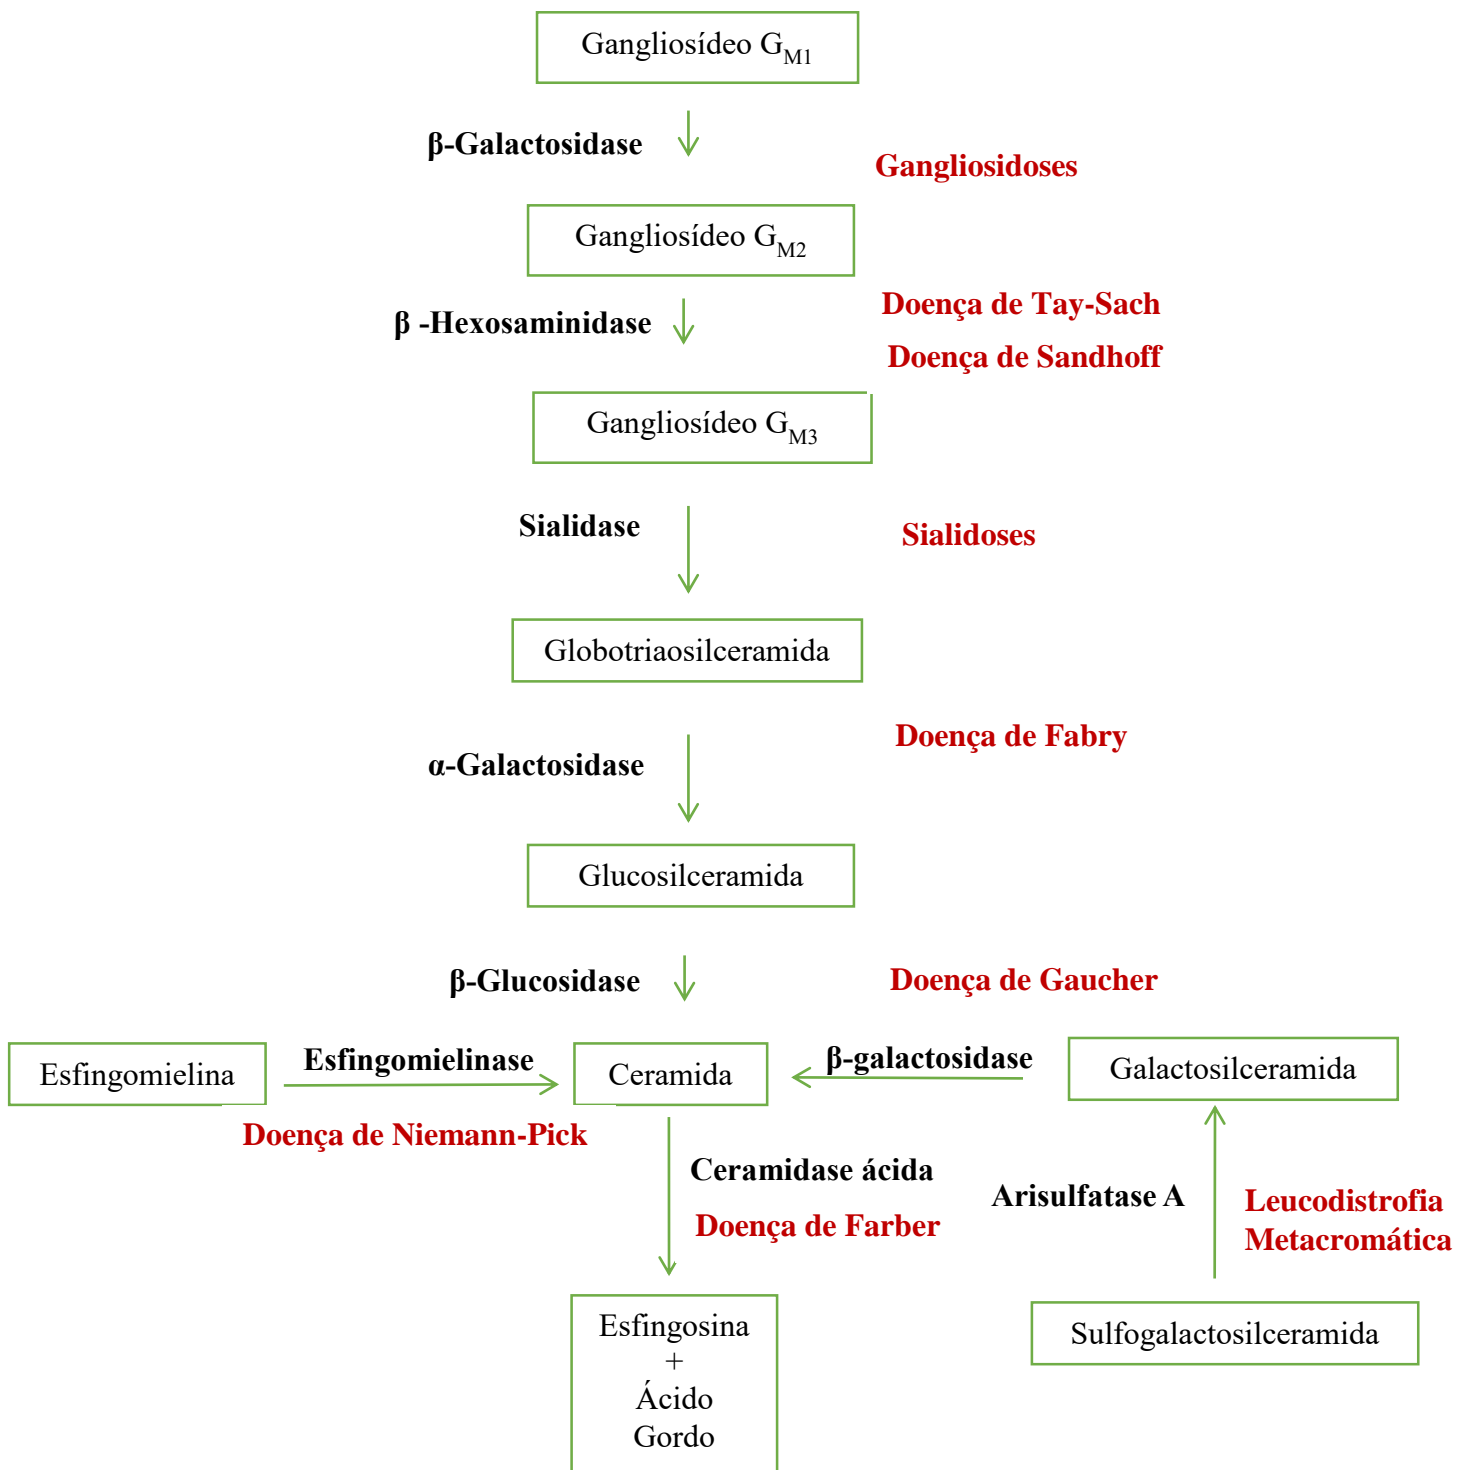 Gangliosídeo GM1
β-Galactosidase
Gangliosidoses
Gangliosídeo GM2
Doença de Tay-Sach
β -Hexosaminidase
Doença de Sandhoff
Gangliosídeo GM3
Sialidase
Sialidoses
Globotriaosilceramida
Doença de Fabry
α-Galactosidase
Glucosilceramida
β-Glucosidase
Doença de Gaucher
Esfingomielina
Esfingomielinase
Ceramida
β-galactosidase
Galactosilceramida
Doença de Niemann-Pick
Ceramidase ácida
Doença de Farber
Arisulfatase A
Leucodistrofia
Metacromática
Esfingosina
+
Ácido
Gordo
Sulfogalactosilceramida